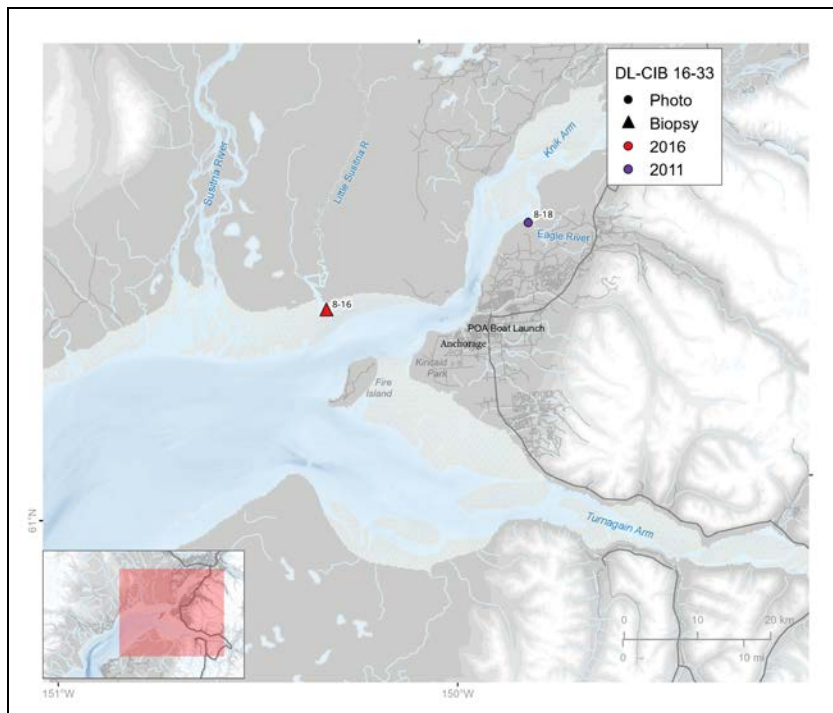 DL-CIB 16-33
Photo
Biopsy
2016
2011
Knik Arm
Susitna River
Little Susitna R
8-18
Eagle River
8-16
POA Boat Launch
Anchorage
Kincaid
Park
Fire
Island
61°N
Turnagain Arm
0 10 20 km
0 10 mi
151°W
150°W